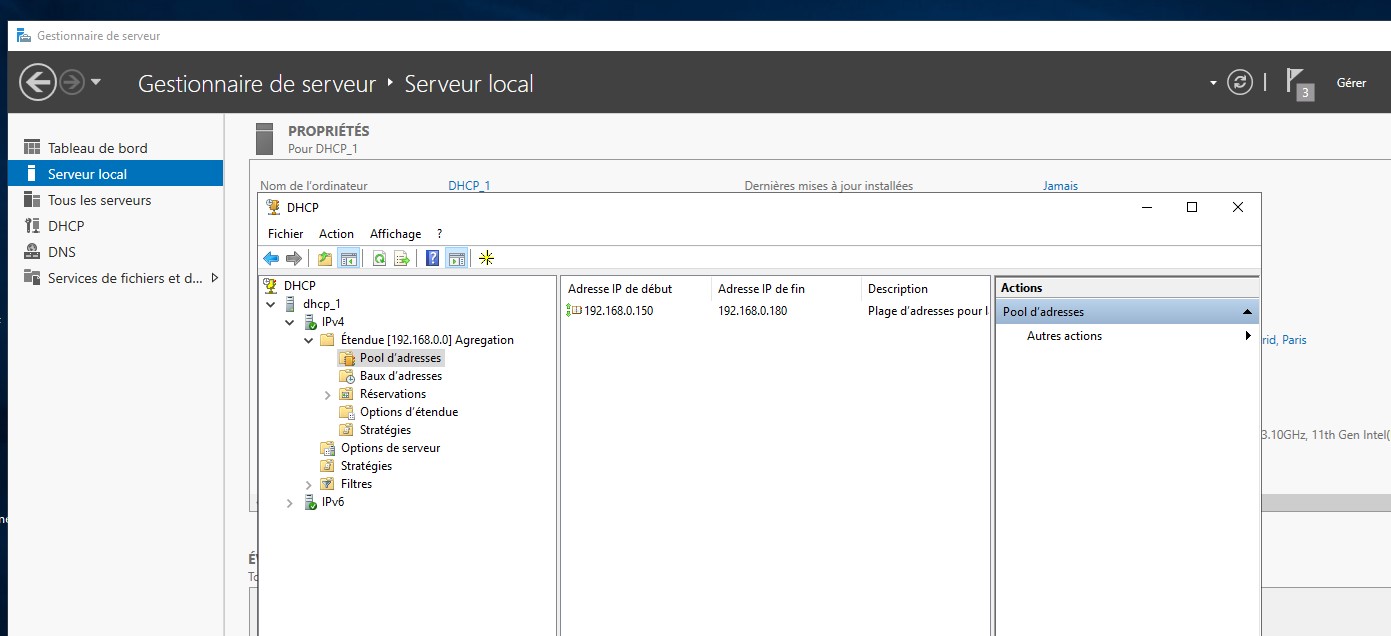 Gestionnaire de serveur
Gestionnaire de serveur ‣ Serveur local
3
Gérer
Tableau de bord
Serveur local
Tous les serveurs
DHCP
DNS
Services de fichiers et d...
PROPRIÉTÉS
Pour DHCP_1
Nom de l'ordinateur
DHCP_1
Dernières mises à jour installées
Jamais
DHCP
Fichier
Action
Affichage
?
DHCP
dhcp_1
IPv4
Étendue [192.168.0.0] Agregation
Pool d'adresses
Baux d'adresses
Réservations
Options d'étendue
Stratégies
Options de serveur
Stratégies
Filtres
IPv6
Adresse IP de début
Adresse IP de fin
Description
192.168.0.150
192.168.0.180
Plage d'adresses pour l
Actions
Pool d'adresses
Autres actions
rid, Paris
3.10GHz, 11th Gen Intel(